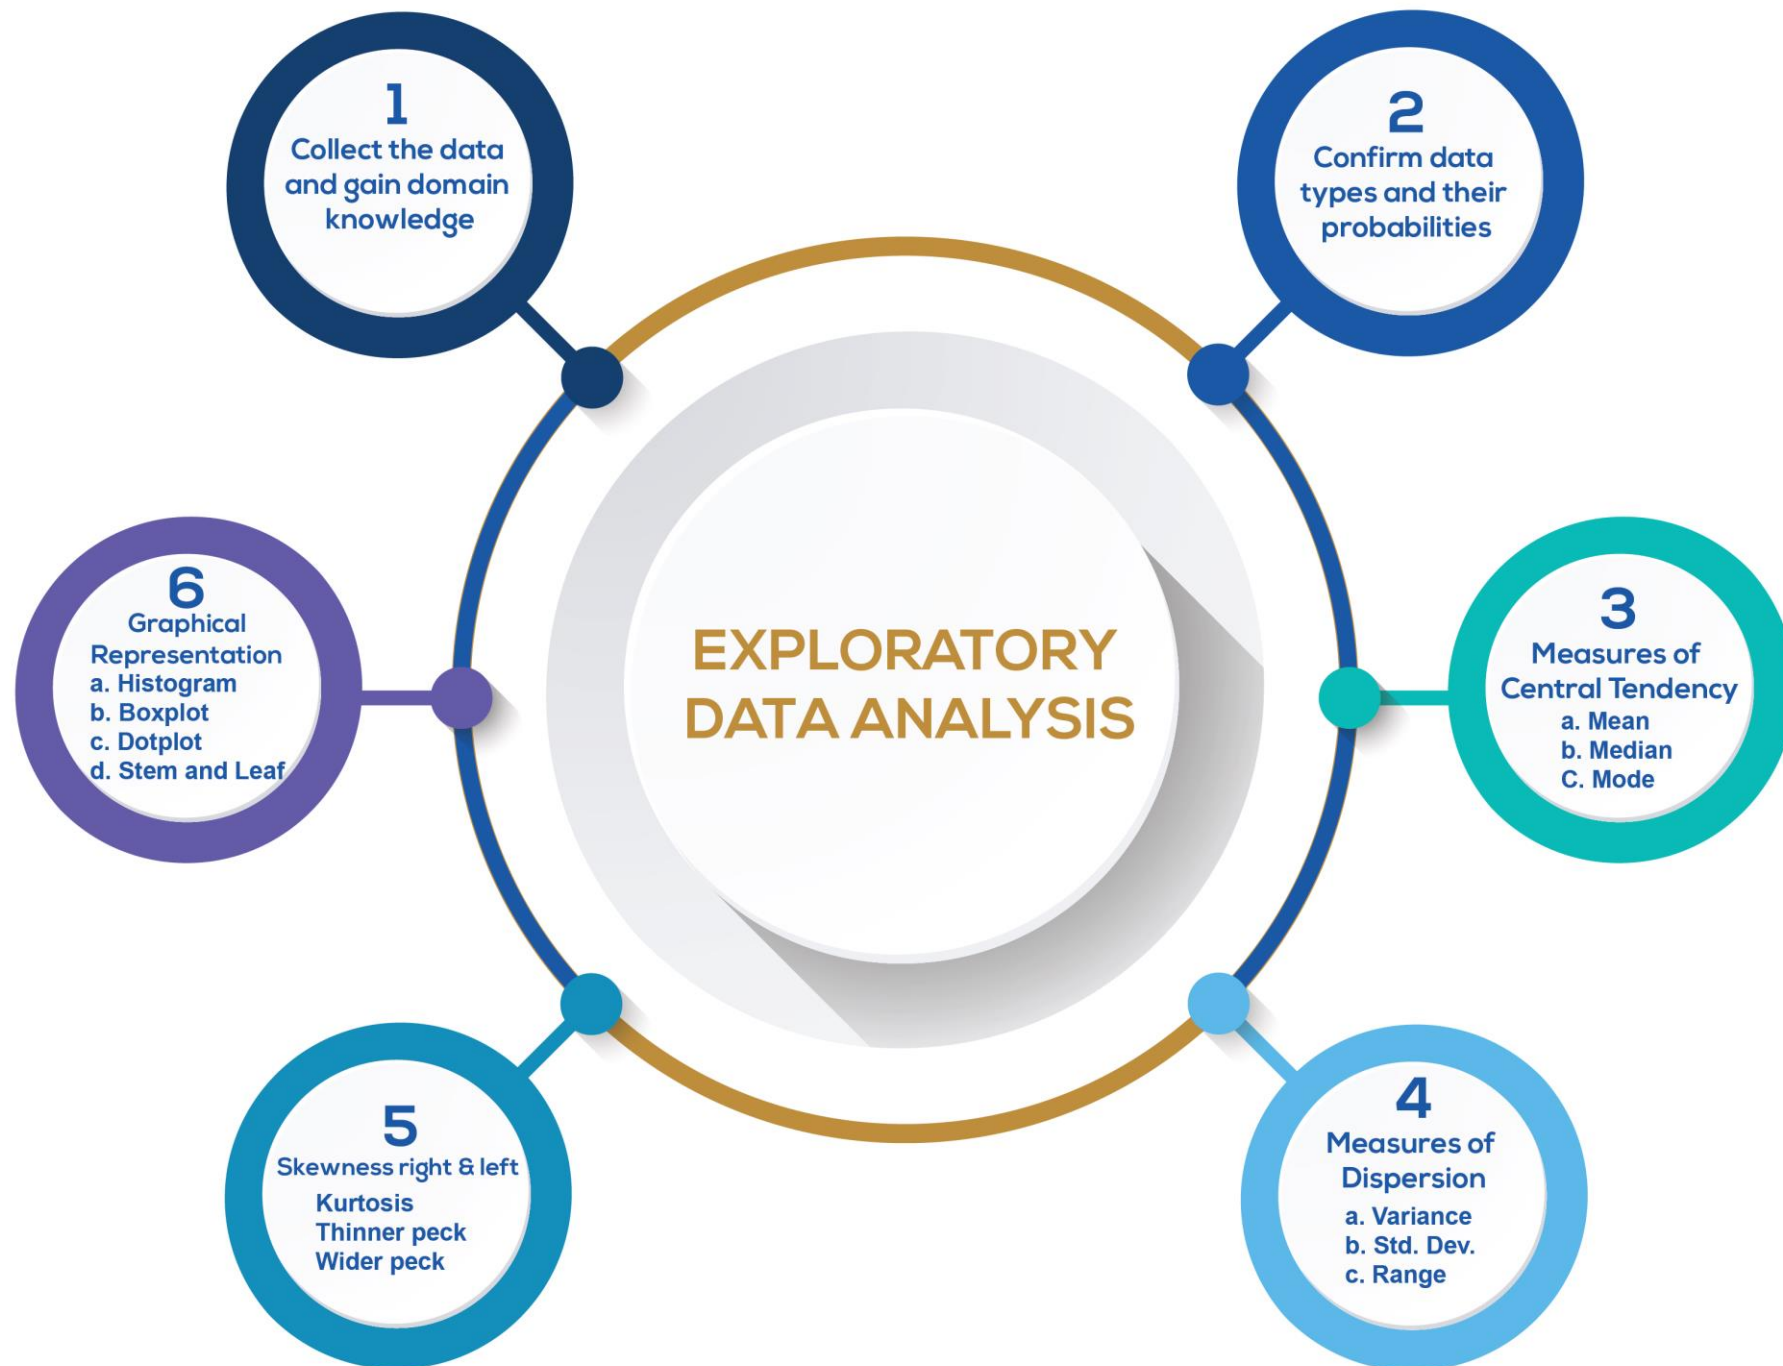 1
Collect the data
and gain domain
knowledge
2
Confirm data
types and their
probabilities
EXPLORATORY
DATA ANALYSIS
3
Measures of
Central Tendency
a. Mean
b. Median
C. Mode
4
Measures of
Dispersion
a. Variance
b. Std. Dev.
c. Range
5
Skewness right & left
Kurtosis
Thinner peck
Wider peck
6
Graphical
Representation
a. Histogram
b. Boxplot
c. Dotplot
d. Stem and Leaf